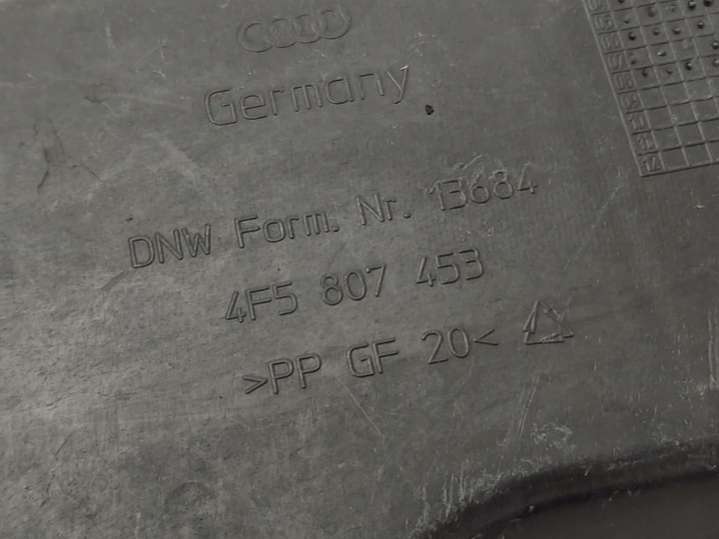 Germany
DNW Form. Nr. 13684
4F5 807 453
>PP GF 20<